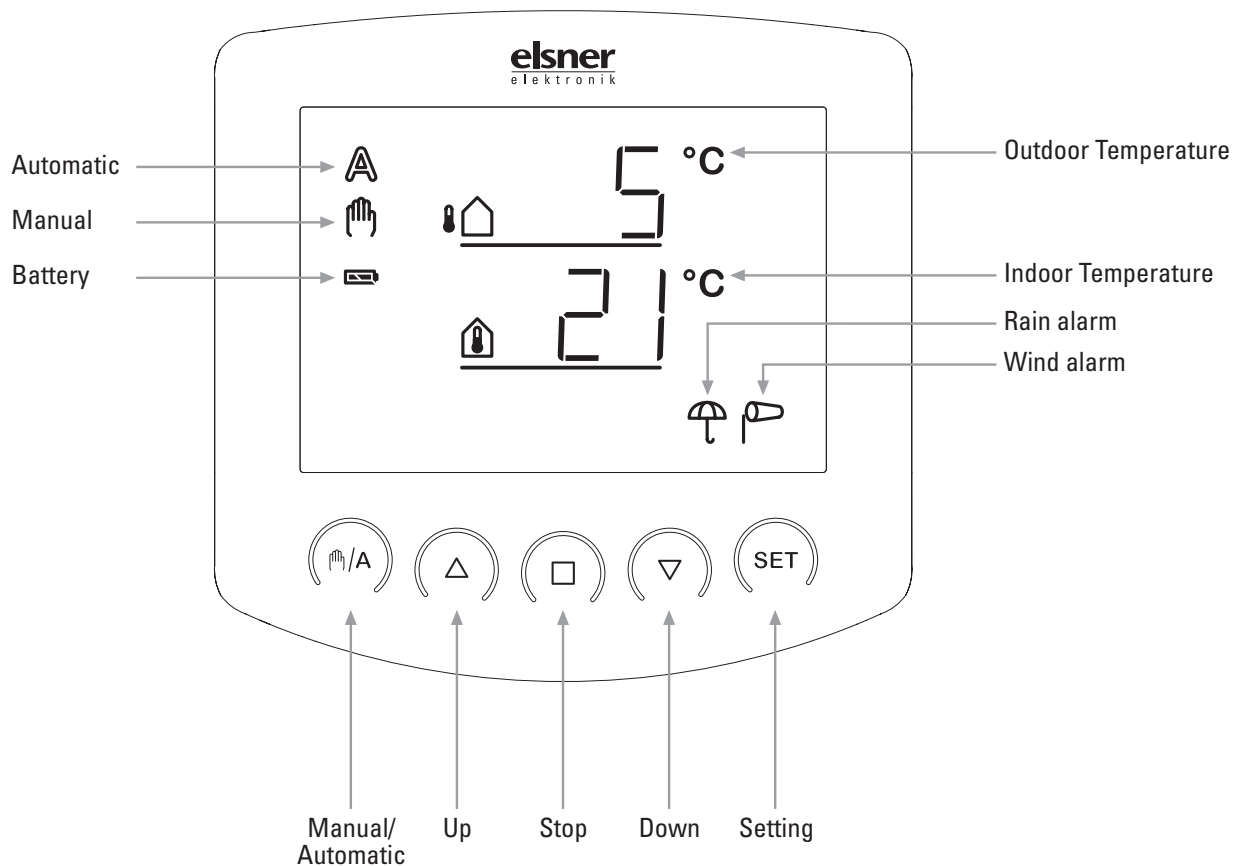 elsner
elektronik
Automatic
A
5 °C
Outdoor Temperature
Manual
Battery
21 °C
Indoor Temperature
Rain alarm
Wind alarm
/A
SET
Manual/
Automatic
Up
Stop
Down
Setting